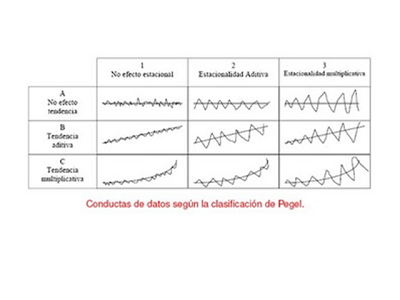 1
No efecto estacional
2
Estacionalidad Aditiva
3
Estacionalidad multiplicativa
A
No efecto
tendencia
B
Tendencia
aditiva
C
Tendencia
multiplicativa
Conductas de datos según la clasificación de Pegel.